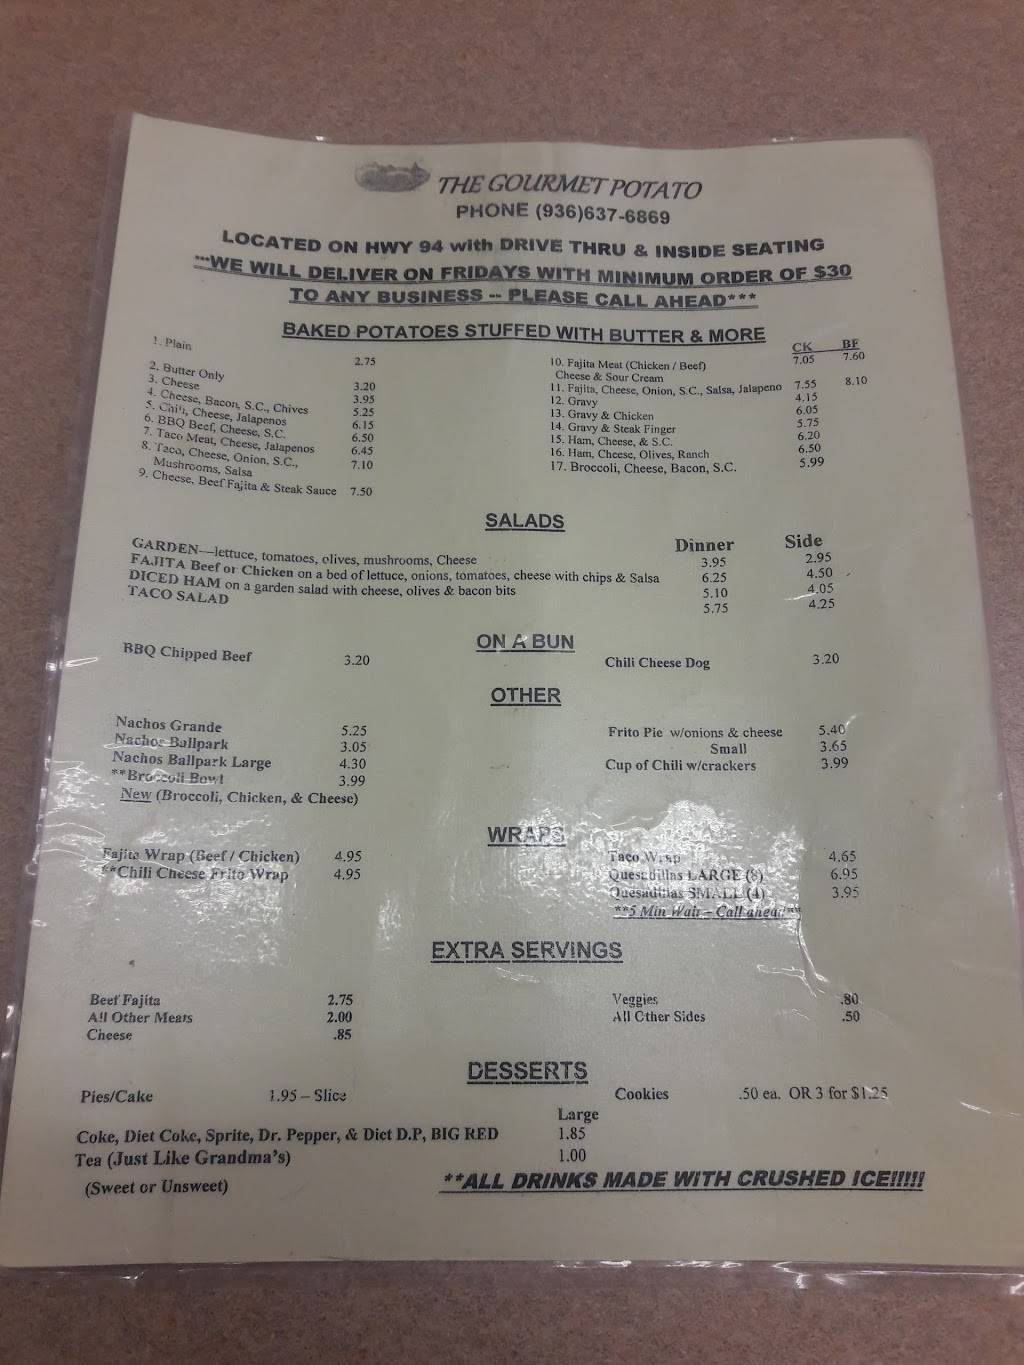 THE GOURMET POTATO
PHONE (936)637-6869
LOCATED ON HWY 94 with DRIVE THRU & INSIDE SEATING
***WE WILL DELIVER ON FRIDAYS WITH MINIMUM ORDER OF $30
TO ANY BUSINESS -- PLEASE CALL AHEAD***
BAKED POTATOES STUFFED WITH BUTTER & MORE
1. Plain 2.75
2. Butter Only 3.20
3. Cheese 3.95
4. Cheese, Bacon, S.C., Chives 5.25
5. Chili, Cheese, Jalapenos 6.15
6. BBQ Beef, Cheese, S.C. 6.50
7. Taco Meat, Cheese, Jalapenos 6.45
8. Taco, Cheese, Onion, S.C., 7.10
Mushrooms, Salsa
9. Cheese, Beef Fajita & Steak Sauce 7.50
CK BF
10. Fajita Meat (Chicken / Beef) 7.05 7.60
Cheese & Sour Cream
11. Fajita, Cheese, Onion, S.C., Salsa, Jalapeno 7.55 8.10
12. Gravy 4.15
13. Gravy & Chicken 6.05
14. Gravy & Steak Finger 5.75
15. Ham, Cheese, & S.C. 6.20
16. Ham, Cheese, Olives, Ranch 6.50
17. Broccoli, Cheese, Bacon, S.C. 5.99
SALADS
Dinner Side
GARDEN—lettuce, tomatoes, olives, mushrooms, Cheese 3.95 2.95
FAJITA Beef or Chicken on a bed of lettuce, onions, tomatoes, cheese with chips & Salsa 6.25 4.50
DICED HAM on a garden salad with cheese, olives & bacon bits 5.10 4.05
TACO SALAD 5.75 4.25
ON A BUN
BBQ Chipped Beef 3.20 Chili Cheese Dog 3.20
OTHER
Nachos Grande 5.25
Nachos Ballpark 3.05
Nachos Ballpark Large 4.30
**Broccoli Bowl 3.99
New (Broccoli, Chicken, & Cheese)
Frito Pie w/onions & cheese 5.40
Small 3.65
Cup of Chili w/crackers 3.99
WRAPS
Fajita Wrap (Beef / Chicken) 4.95
**Chili Cheese Frito Wrap 4.95
Taco Wrap 4.65
Quesadillas LARGE (8) 6.95
Quesadillas SMALL (4) 3.95
**5 Min Wait – Call ahead**
EXTRA SERVINGS
Beef Fajita 2.75
All Other Meats 2.00
Cheese .85
Veggies .80
All Other Sides .50
DESSERTS
Pies/Cake 1.95 – Slice Cookies .50 ea. OR 3 for $1.25
Large
Coke, Diet Coke, Sprite, Dr. Pepper, & Diet D.P, BIG RED 1.85
Tea (Just Like Grandma's) 1.00
(Sweet or Unsweet)
**ALL DRINKS MADE WITH CRUSHED ICE!!!!!